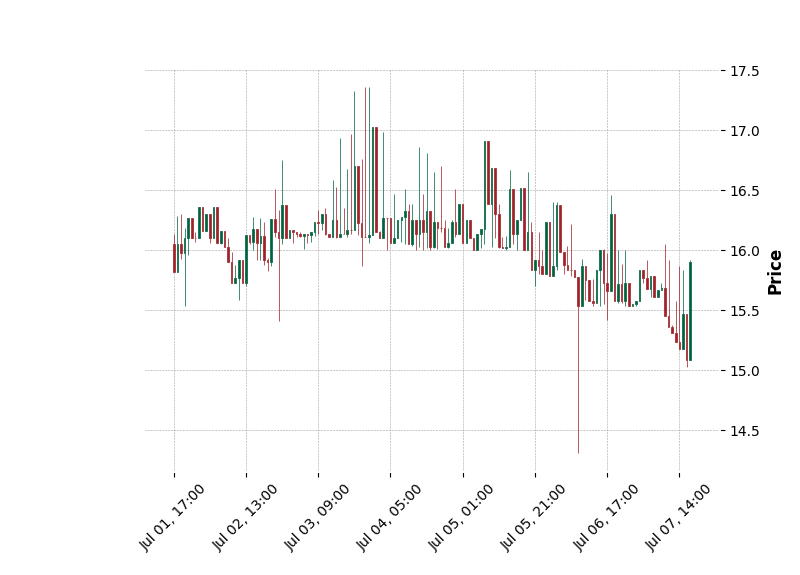 17.5
17.0
16.5
16.0
15.5
15.0
14.5
Price
Jul 01, 17:00
Jul 02, 13:00
Jul 03, 09:00
Jul 04, 05:00
Jul 05, 01:00
Jul 05, 21:00
Jul 06, 17:00
Jul 07, 14:00